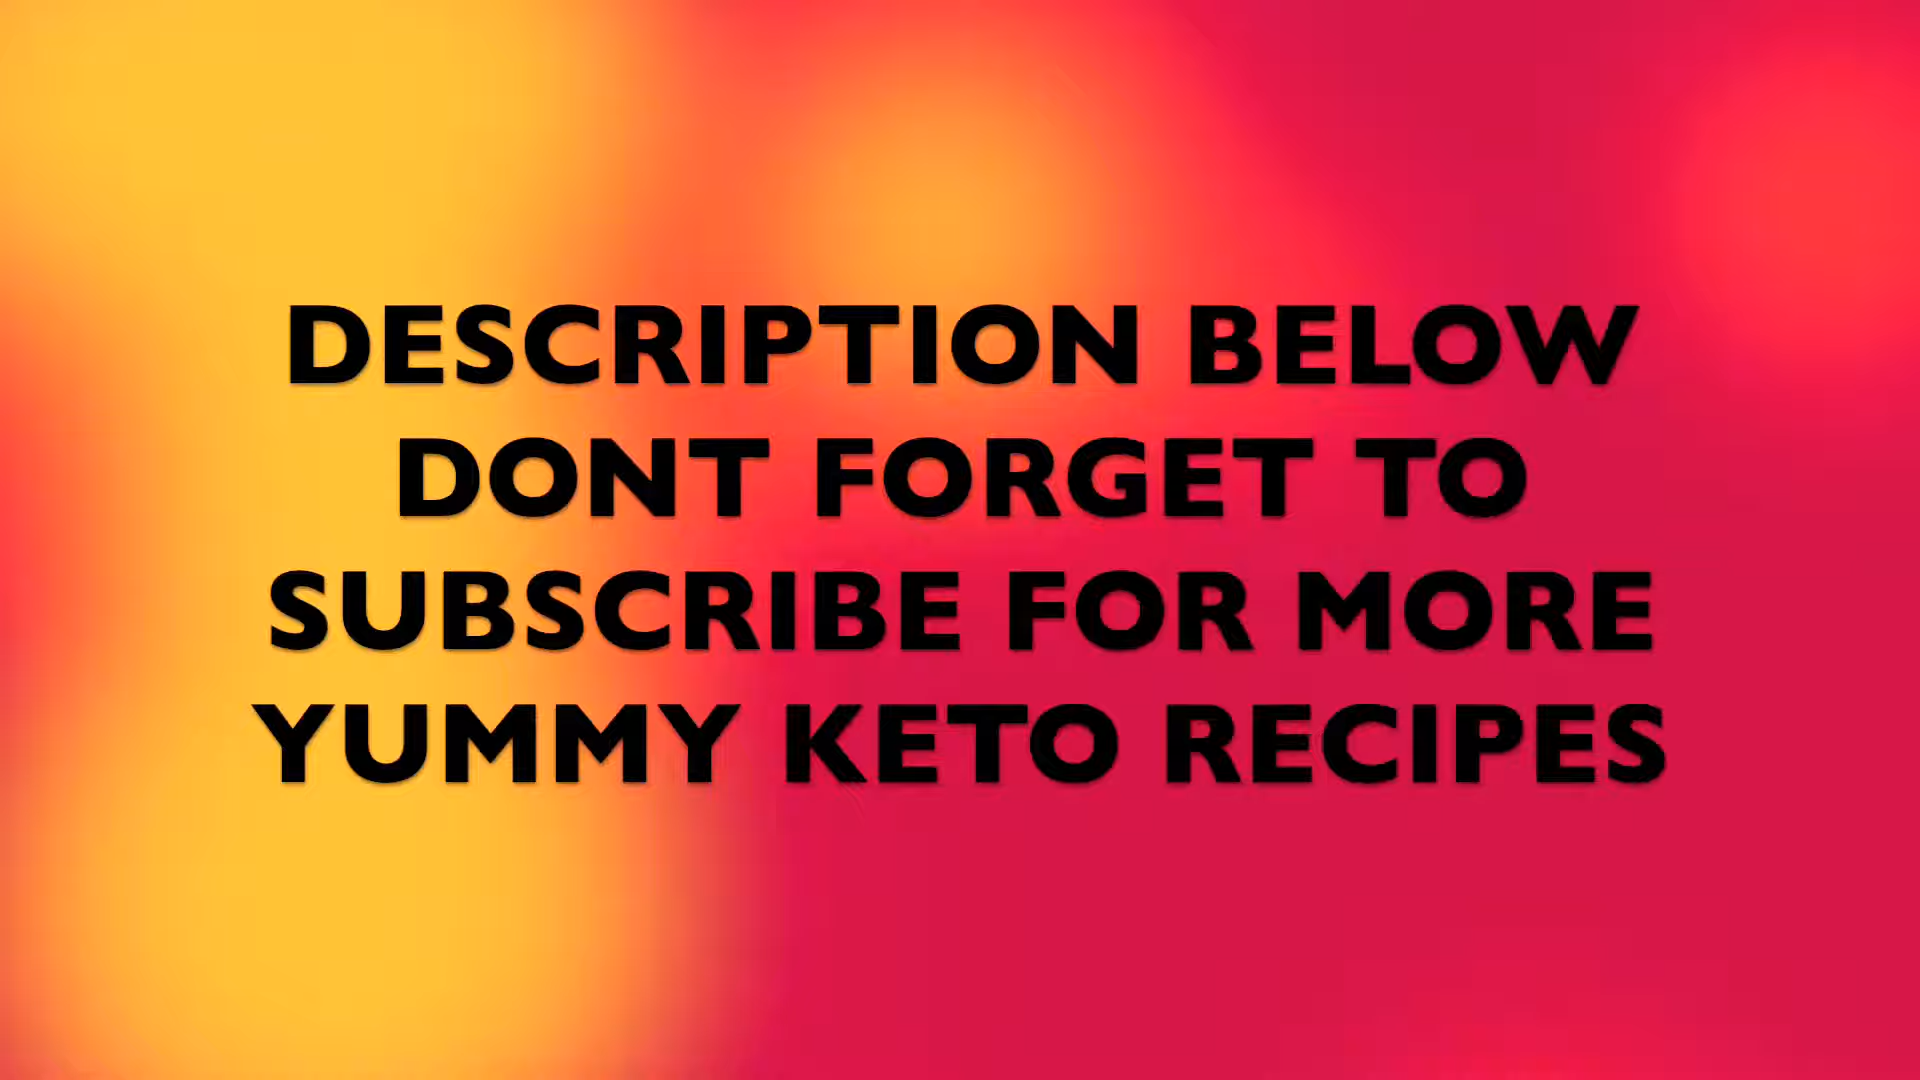 DESCRIPTION BELOW
DONT FORGET TO
SUBSCRIBE FOR MORE
YUMMY KETO RECIPES